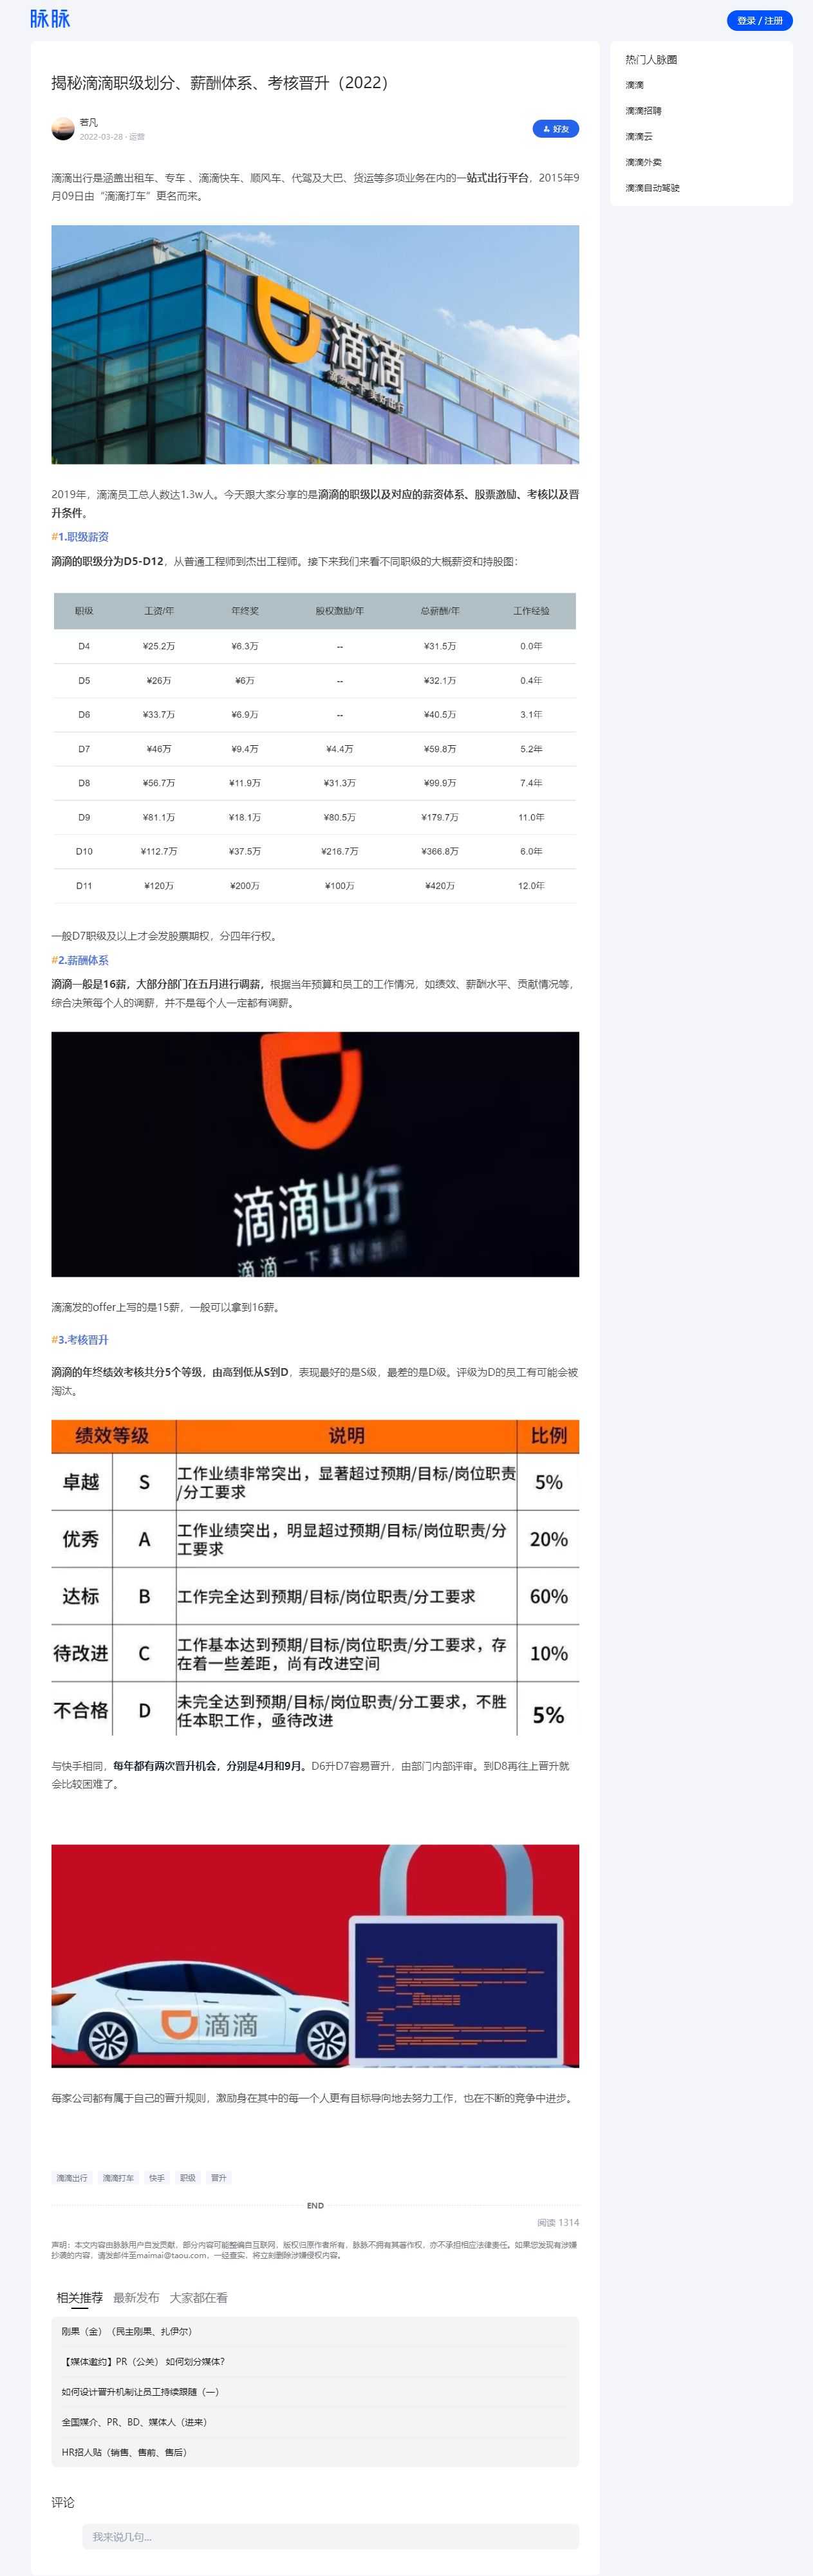 脉脉
登录 / 注册
揭秘滴滴职级划分、薪酬体系、考核晋升（2022）
若凡
2022-03-28 · 运营
好友
滴滴出行是涵盖出租车、专车 、滴滴快车、顺风车、代驾及大巴、货运等多项业务在内的一站式出行平台，2015年9
月09日由“滴滴打车”更名而来。
滴滴
滴滴一下 美好出行
2019年，滴滴员工总人数达1.3w人。今天跟大家分享的是滴滴的职级以及对应的薪资体系、股票激励、考核以及晋
升条件。
#1.职级薪资
滴滴的职级分为D5-D12，从普通工程师到杰出工程师。接下来我们来看不同职级的大概薪资和持股图：
职级 工资/年 年终奖 股权激励/年 总薪酬/年 工作经验
D4 ¥25.2万 ¥6.3万 -- ¥31.5万 0.0年
D5 ¥26万 ¥6万 -- ¥32.1万 0.4年
D6 ¥33.7万 ¥6.9万 -- ¥40.5万 3.1年
D7 ¥46万 ¥9.4万 ¥4.4万 ¥59.8万 5.2年
D8 ¥56.7万 ¥11.9万 ¥31.3万 ¥99.9万 7.4年
D9 ¥81.1万 ¥18.1万 ¥80.5万 ¥179.7万 11.0年
D10 ¥112.7万 ¥37.5万 ¥216.7万 ¥366.8万 6.0年
D11 ¥120万 ¥200万 ¥100万 ¥420万 12.0年
一般D7职级及以上才会发股票期权，分四年行权。
#2.薪酬体系
滴滴一般是16薪，大部分部门在五月进行调薪，根据当年预算和员工的工作情况，如绩效、薪酬水平、贡献情况等，
综合决策每个人的调薪，并不是每个人一定都有调薪。
滴滴出行
滴滴一下 美好出行
滴滴发的offer上写的是15薪，一般可以拿到16薪。
#3.考核晋升
滴滴的年终绩效考核共分5个等级，由高到低从S到D，表现最好的是S级，最差的是D级。评级为D的员工有可能会被
淘汰。
绩效等级 说明 比例
卓越 S 工作业绩非常突出，显著超过预期/目标/岗位职责
/分工要求 5%
优秀 A 工作业绩突出，明显超过预期/目标/岗位职责/分
工要求 20%
达标 B 工作完全达到预期/目标/岗位职责/分工要求 60%
待改进 C 工作基本达到预期/目标/岗位职责/分工要求，存
在着一些差距，尚有改进空间 10%
不合格 D 未完全达到预期/目标/岗位职责/分工要求，不胜
任本职工作，亟待改进 5%
与快手相同，每年都有两次晋升机会，分别是4月和9月。D6升D7容易晋升，由部门内部评审。到D8再往上晋升就
会比较困难了。
滴滴
每家公司都有属于自己的晋升规则，激励身在其中的每一个人更有目标导向地去努力工作，也在不断的竞争中进步。
滴滴出行 滴滴打车 快手 职级 晋升
END
阅读 1314
声明：本文内容由脉脉用户自发贡献，部分内容可能整编自互联网，版权归原作者所有，脉脉不拥有其著作权，亦不承担相应法律责任。如果您发现有涉嫌
抄袭的内容，请发邮件至maimai@taou.com，一经查实，将立刻删除涉嫌侵权内容。
相关推荐 最新发布 大家都在看
刚果（金）（民主刚果、扎伊尔）
【媒体邀约】PR（公关） 如何划分媒体？
如何设计晋升机制让员工持续跟随（一）
全国媒介、PR、BD、媒体人（进来）
HR招人贴（销售、售前、售后）
评论
我来说几句...
热门人脉圈
滴滴
滴滴招聘
滴滴云
滴滴外卖
滴滴自动驾驶